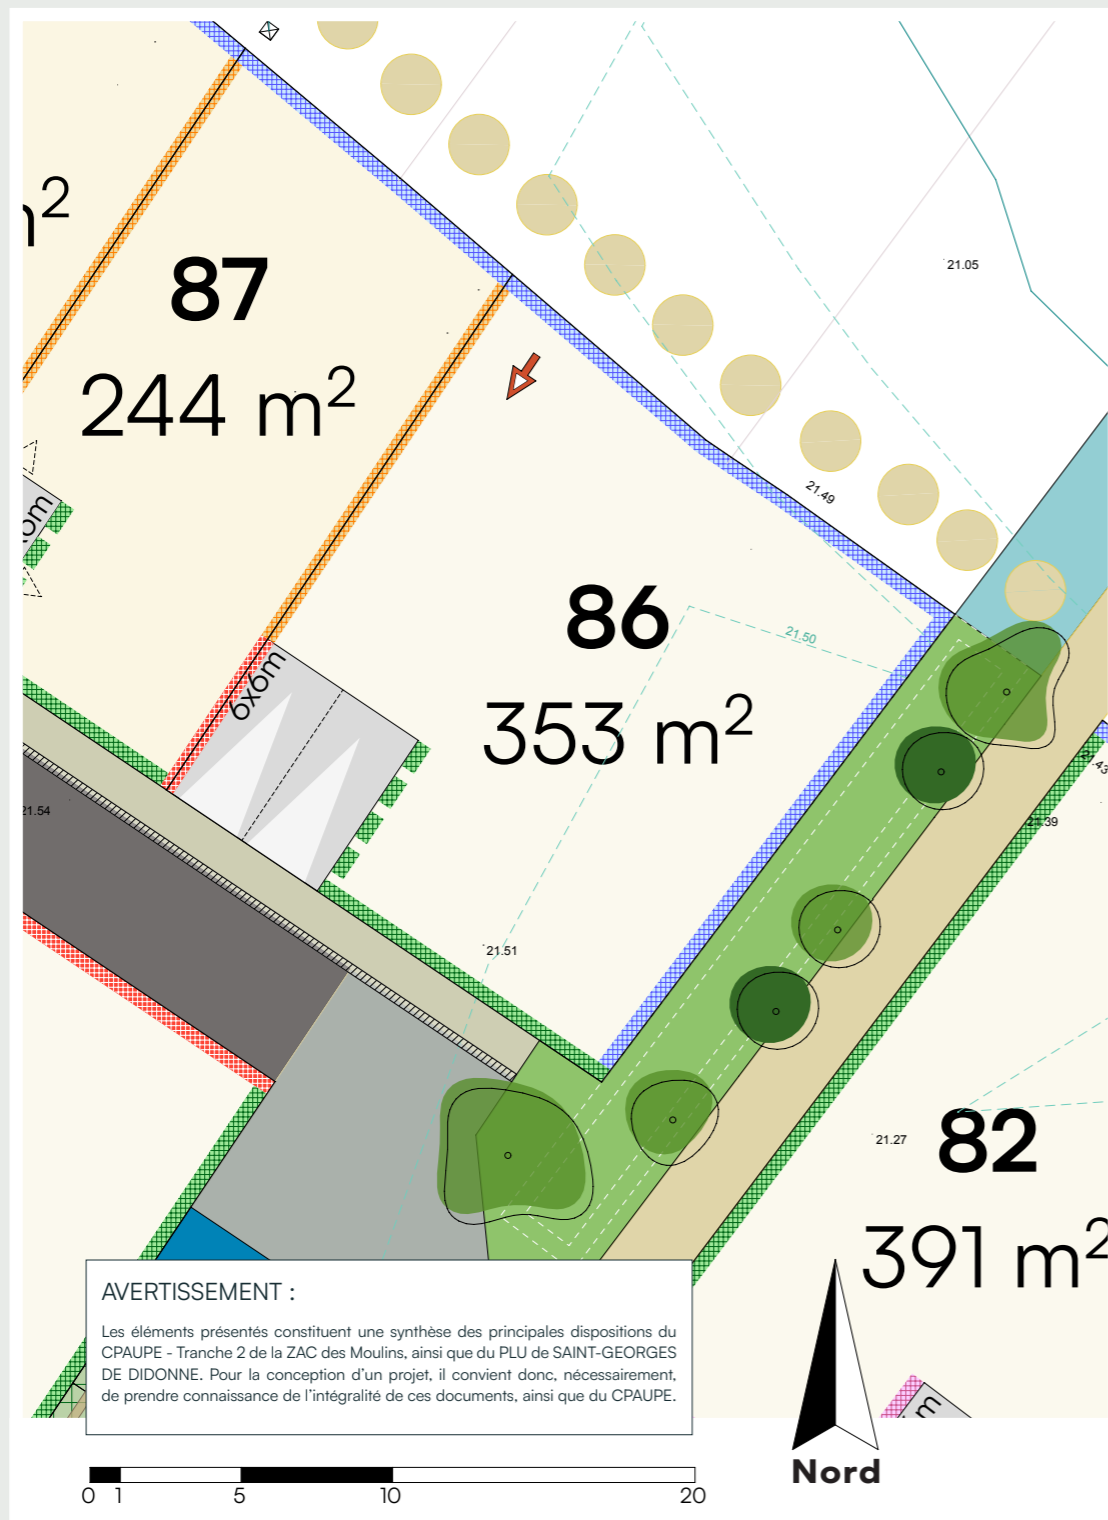 m²
87
244 m²
21.05
21.49
86
353 m²
21.50
6x6m
21.54
21.43
21.39
21.51
21.27
82
391 m²
AVERTISSEMENT :
Les éléments présentés constituent une synthèse des principales dispositions du
CPAUPE - Tranche 2 de la ZAC des Moulins, ainsi que du PLU de SAINT-GEORGES
DE DIDONNE. Pour la conception d'un projet, il convient donc, nécessairement,
de prendre connaissance de l'intégralité de ces documents, ainsi que du CPAUPE.
Nord
0 1 5 10 20